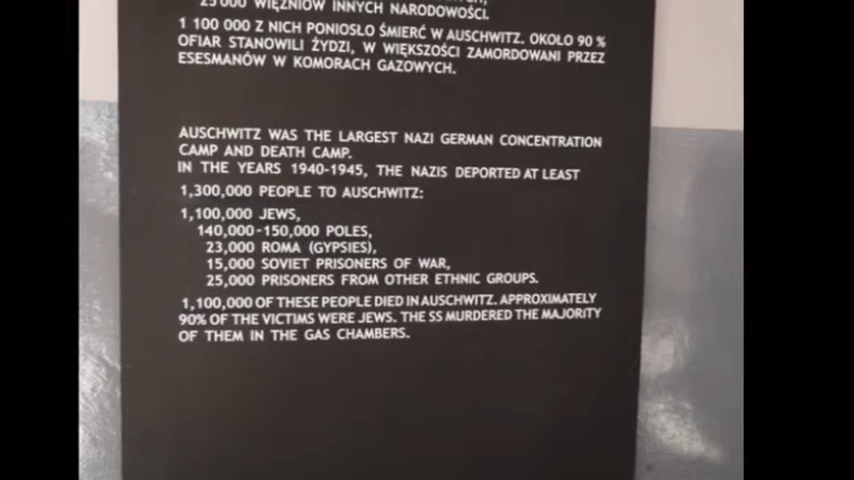 25 000 WIĘŹNIÓW INNYCH NARODOWOŚCI.
1 100 000 Z NICH PONIOSŁO ŚMIERĆ W AUSCHWITZ. OKOŁO 90 %
OFIAR STANOWILI ŻYDZI, W WIĘKSZOŚCI ZAMORDOWANI PRZEZ
ESESMANÓW W KOMORACH GAZOWYCH.
AUSCHWITZ WAS THE LARGEST NAZI GERMAN CONCENTRATION
CAMP AND DEATH CAMP.
IN THE YEARS 1940-1945, THE NAZIS DEPORTED AT LEAST
1,300,000 PEOPLE TO AUSCHWITZ:
1,100,000 JEWS,
140,000-150,000 POLES,
23,000 ROMA (GYPSIES),
15,000 SOVIET PRISONERS OF WAR,
25,000 PRISONERS FROM OTHER ETHNIC GROUPS.
1,100,000 OF THESE PEOPLE DIED IN AUSCHWITZ. APPROXIMATELY
90% OF THE VICTIMS WERE JEWS. THE SS MURDERED THE MAJORITY
OF THEM IN THE GAS CHAMBERS.